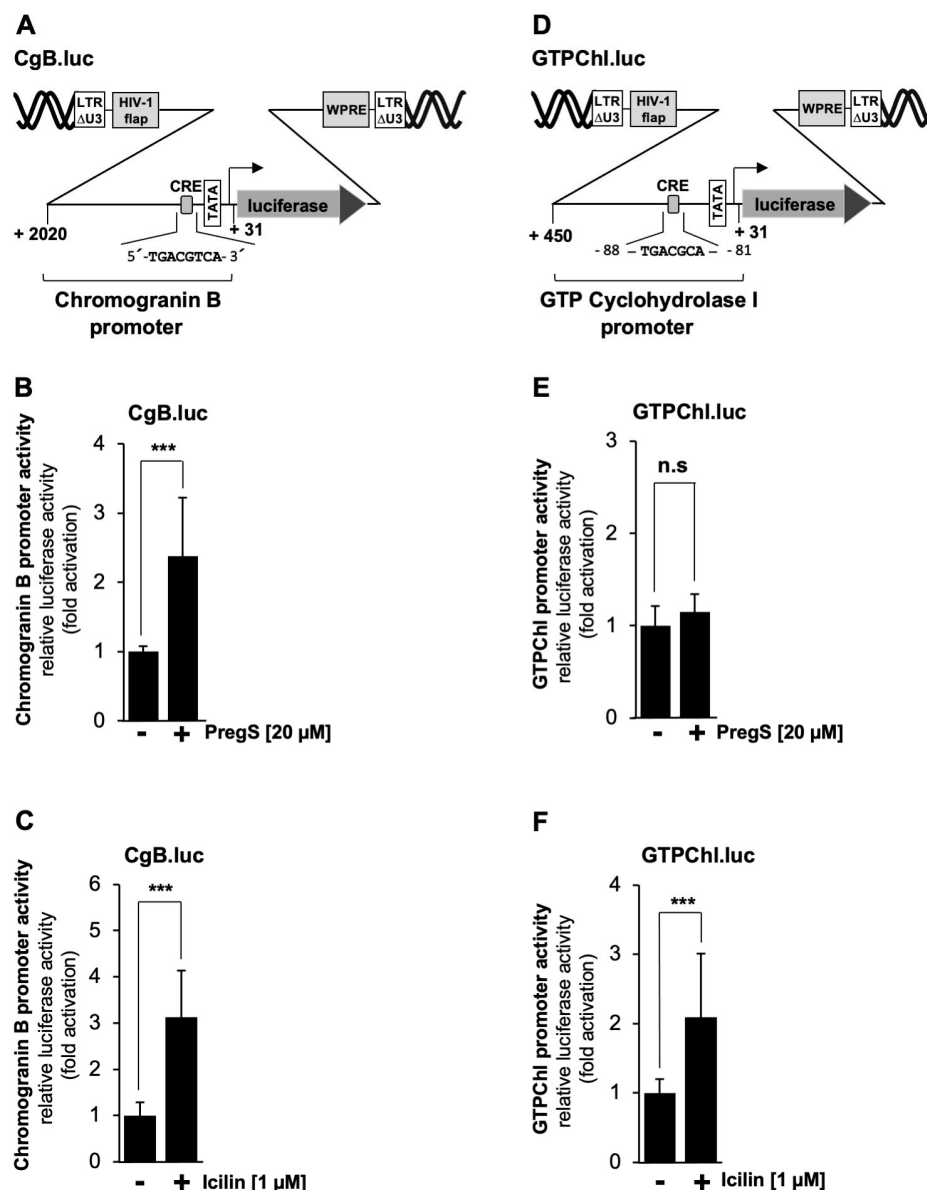 A
CgB.luc
LTR
ΔU3
HIV-1
flap
WPRE
LTR
ΔU3
CRE
TATA
luciferase
+ 2020
+ 31
5´-TGACGTCA-3´
Chromogranin B
promoter
D
GTPChI.luc
LTR
ΔU3
HIV-1
flap
WPRE
LTR
ΔU3
CRE
TATA
luciferase
+ 450
+ 31
-88 – TGACGCA – -81
GTP Cyclohydrolase I
promoter
B
CgB.luc
Chromogranin B promoter activity
relative luciferase activity
(fold activation)
4
3
2
1
0
***
- + PregS [20 µM]
E
GTPChI.luc
GTPChI promoter activity
relative luciferase activity
(fold activation)
3
2
1
0
n.s
- + PregS [20 µM]
C
CgB.luc
Chromogranin B promoter activity
relative luciferase activity
(fold activation)
6
5
4
3
2
1
0
***
- + Icilin [1 µM]
F
GTPChI.luc
GTPChI promoter activity
relative luciferase activity
(fold activation)
4
3
2
1
0
***
- + Icilin [1 µM]